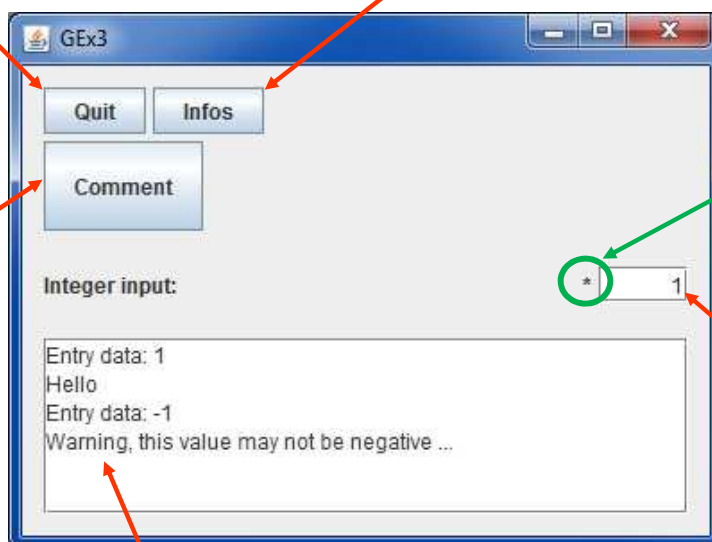 GEx3
Quit Infos
Comment
Integer input: * 1
Entry data: 1
Hello
Entry data: -1
Warning, this value may not be negative ...